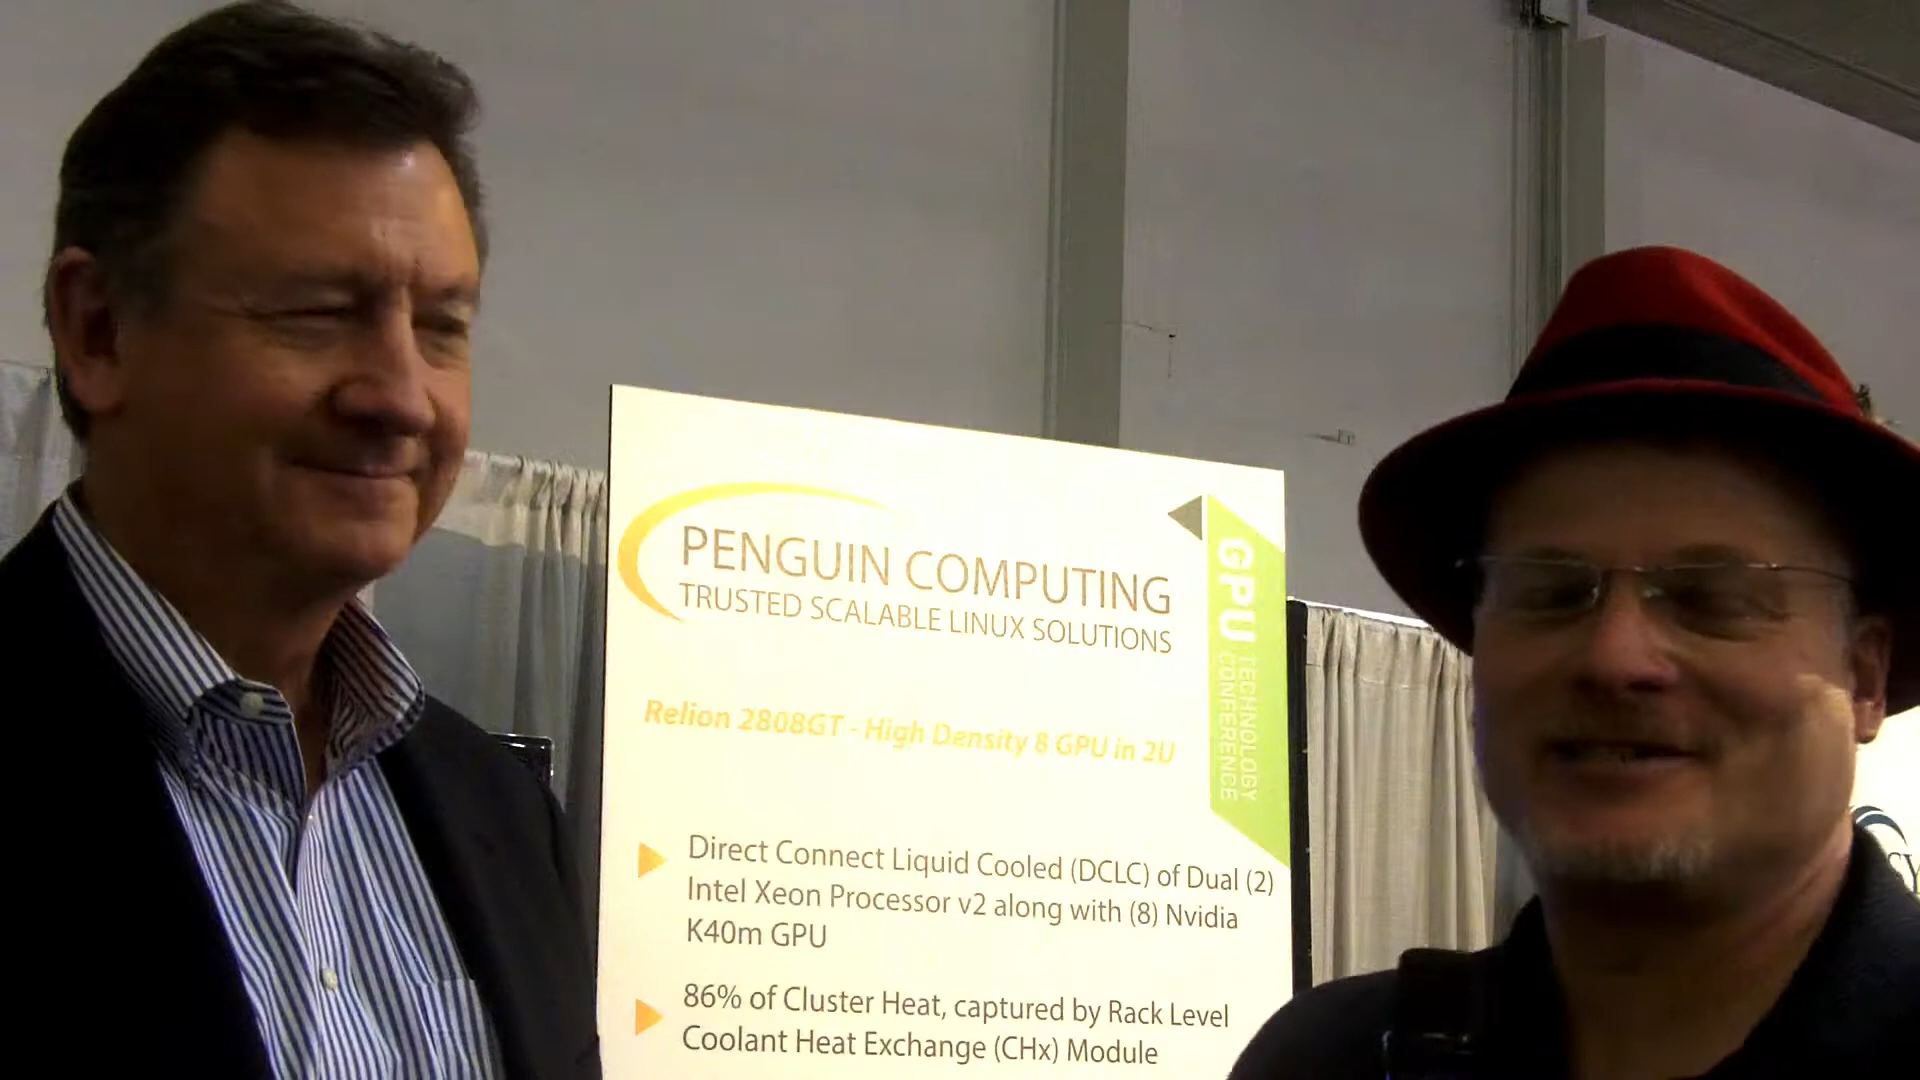 PENGUIN COMPUTING
TRUSTED SCALABLE LINUX SOLUTIONS
GPU TECHNOLOGY
CONFERENCE
Relion 2808GT - High Density 8 GPU in 2U
Direct Connect Liquid Cooled (DCLC) of Dual (2)
Intel Xeon Processor v2 along with (8) Nvidia
K40m GPU
86% of Cluster Heat, captured by Rack Level
Coolant Heat Exchange (CHx) Module